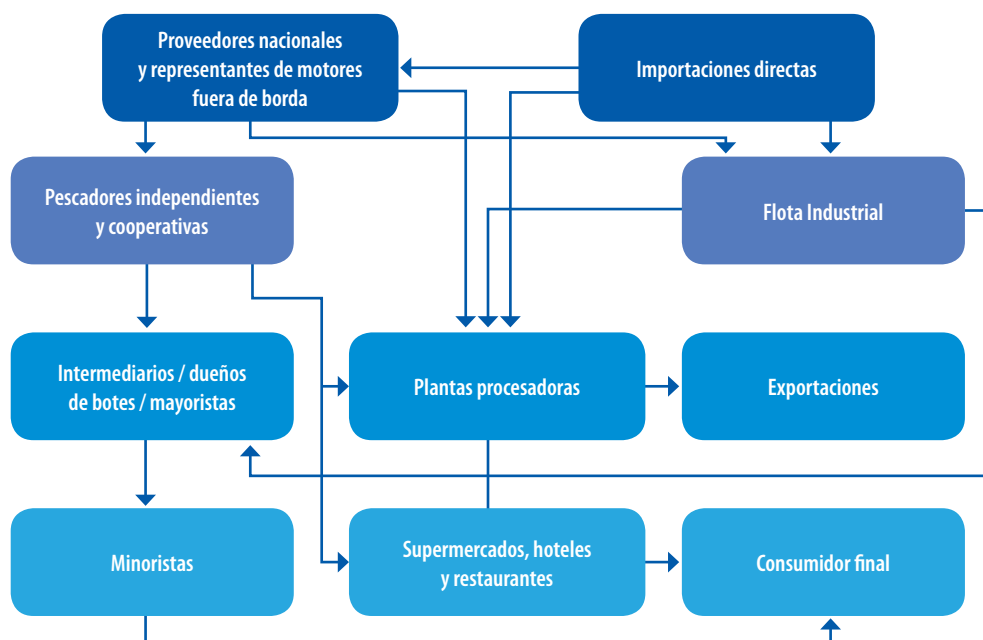 Proveedores nacionales
y representantes de motores
fuera de borda
Importaciones directas
Pescadores independientes
y cooperativas
Flota Industrial
Intermediarios / dueños
de botes / mayoristas
Plantas procesadoras
Exportaciones
Minoristas
Supermercados, hoteles
y restaurantes
Consumidor final